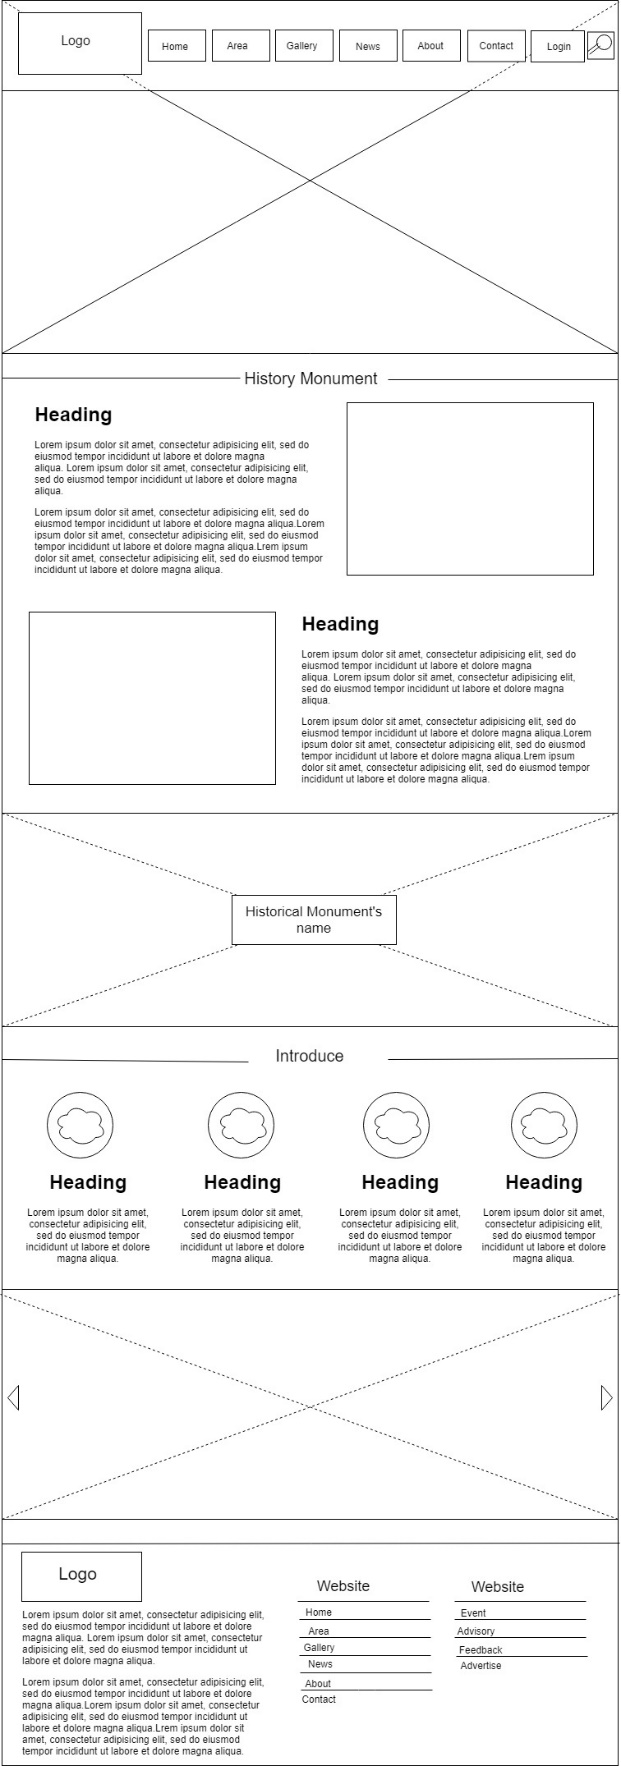 Logo
Home
Area
Gallery
News
About
Contact
Login
History Monument
Heading
Lorem ipsum dolor sit amet, consectetur adipisicing elit, sed do
eiusmod tempor incididunt ut labore et dolore magna
aliqua. Lorem ipsum dolor sit amet, consectetur adipisicing elit,
sed do eiusmod tempor incididunt ut labore et dolore magna
aliqua.
Lorem ipsum dolor sit amet, consectetur adipisicing elit, sed do
eiusmod tempor incididunt ut labore et dolore magna aliqua.Lorem
ipsum dolor sit amet, consectetur adipisicing elit, sed do eiusmod
tempor incididunt ut labore et dolore magna aliqua.Lrem ipsum
dolor sit amet, consectetur adipisicing elit, sed do eiusmod tempor
incididunt ut labore et dolore magna aliqua.
Heading
Lorem ipsum dolor sit amet, consectetur adipisicing elit, sed do
eiusmod tempor incididunt ut labore et dolore magna
aliqua. Lorem ipsum dolor sit amet, consectetur adipisicing elit,
sed do eiusmod tempor incididunt ut labore et dolore magna
aliqua.
Lorem ipsum dolor sit amet, consectetur adipisicing elit, sed do
eiusmod tempor incididunt ut labore et dolore magna aliqua.Lorem
ipsum dolor sit amet, consectetur adipisicing elit, sed do eiusmod
tempor incididunt ut labore et dolore magna aliqua.Lrem ipsum
dolor sit amet, consectetur adipisicing elit, sed do eiusmod tempor
incididunt ut labore et dolore magna aliqua.
Historical Monument's
name
Introduce
Heading
Lorem ipsum dolor sit amet,
consectetur adipisicing elit,
sed do eiusmod tempor
incididunt ut labore et dolore
magna aliqua.
Heading
Lorem ipsum dolor sit amet,
consectetur adipisicing elit,
sed do eiusmod tempor
incididunt ut labore et dolore
magna aliqua.
Heading
Lorem ipsum dolor sit amet,
consectetur adipisicing elit,
sed do eiusmod tempor
incididunt ut labore et dolore
magna aliqua.
Heading
Lorem ipsum dolor sit amet,
consectetur adipisicing elit,
sed do eiusmod tempor
incididunt ut labore et dolore
magna aliqua.
Logo
Lorem ipsum dolor sit amet, consectetur adipisicing elit,
sed do eiusmod tempor incididunt ut labore et dolore
magna aliqua. Lorem ipsum dolor sit amet, consectetur
adipisicing elit, sed do eiusmod tempor incididunt ut
labore et dolore magna aliqua.
Lorem ipsum dolor sit amet, consectetur adipisicing elit,
sed do eiusmod tempor incididunt ut labore et dolore
magna aliqua.Lorem ipsum dolor sit amet, consectetur
adipisicing elit, sed do eiusmod tempor incididunt ut
labore et dolore magna aliqua.Lrem ipsum dolor sit
amet, consectetur adipisicing elit, sed do eiusmod
tempor incididunt ut labore et dolore magna aliqua.
Website
Home
Area
Gallery
News
About
Contact
Website
Event
Advisory
Feedback
Advertise